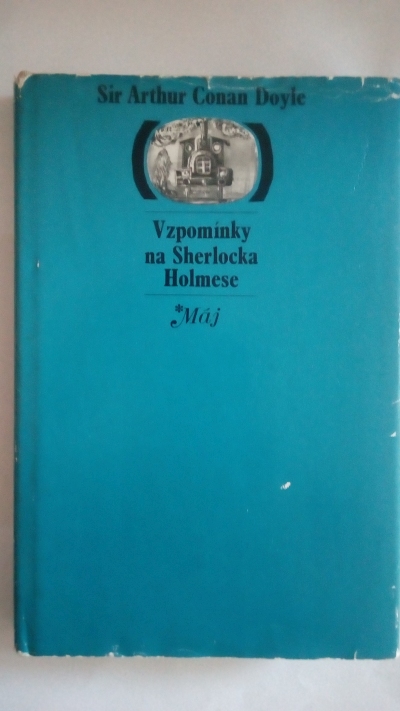 Sir Arthur Conan Doyle
Vzpomínky
na Sherlocka
Holmese
*Máj